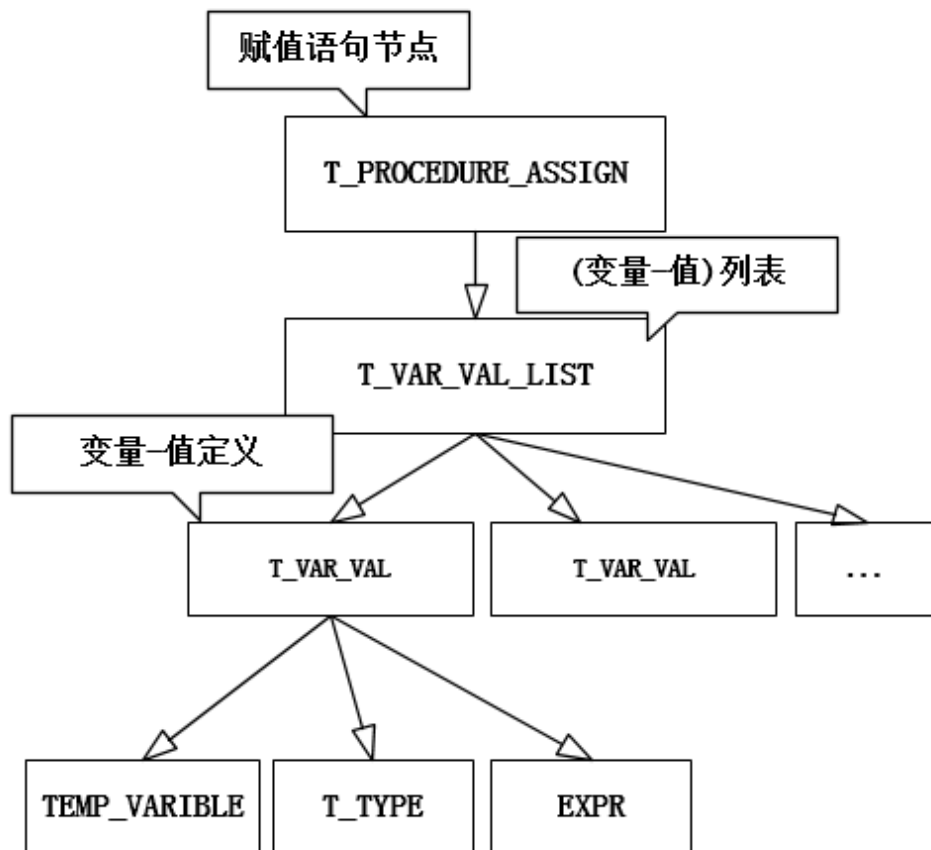 赋值语句节点
T_PROCEDURE_ASSIGN
(变量-值)列表
T_VAR_VAL_LIST
变量-值定义
T_VAR_VAL
T_VAR_VAL
...
TEMP_VARIBLE
T_TYPE
EXPR